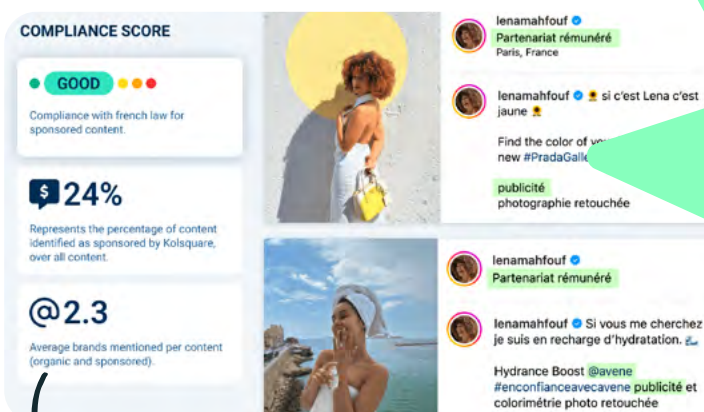 COMPLIANCE SCORE
GOOD
Compliance with french law for
sponsored content.
$ 24%
Represents the percentage of content
identified as sponsored by Kolsquare,
over all content.
@2.3
Average brands mentioned per content
(organic and sponsored).
lenamahfouf
Partenariat rémunéré
Paris, France
lenamahfouf 🌻 si c'est Lena c'est
jaune 🌻
Find the color of
new
publicité
photographie retouchée
lenamahfouf
Partenariat rémunéré
lenamahfouf Si vous me cherchez
je suis en recharge d'hydratation.
Hydrance Boost @avene
#enconfianceavecavene publicité et
colorimétrie photo retouchée